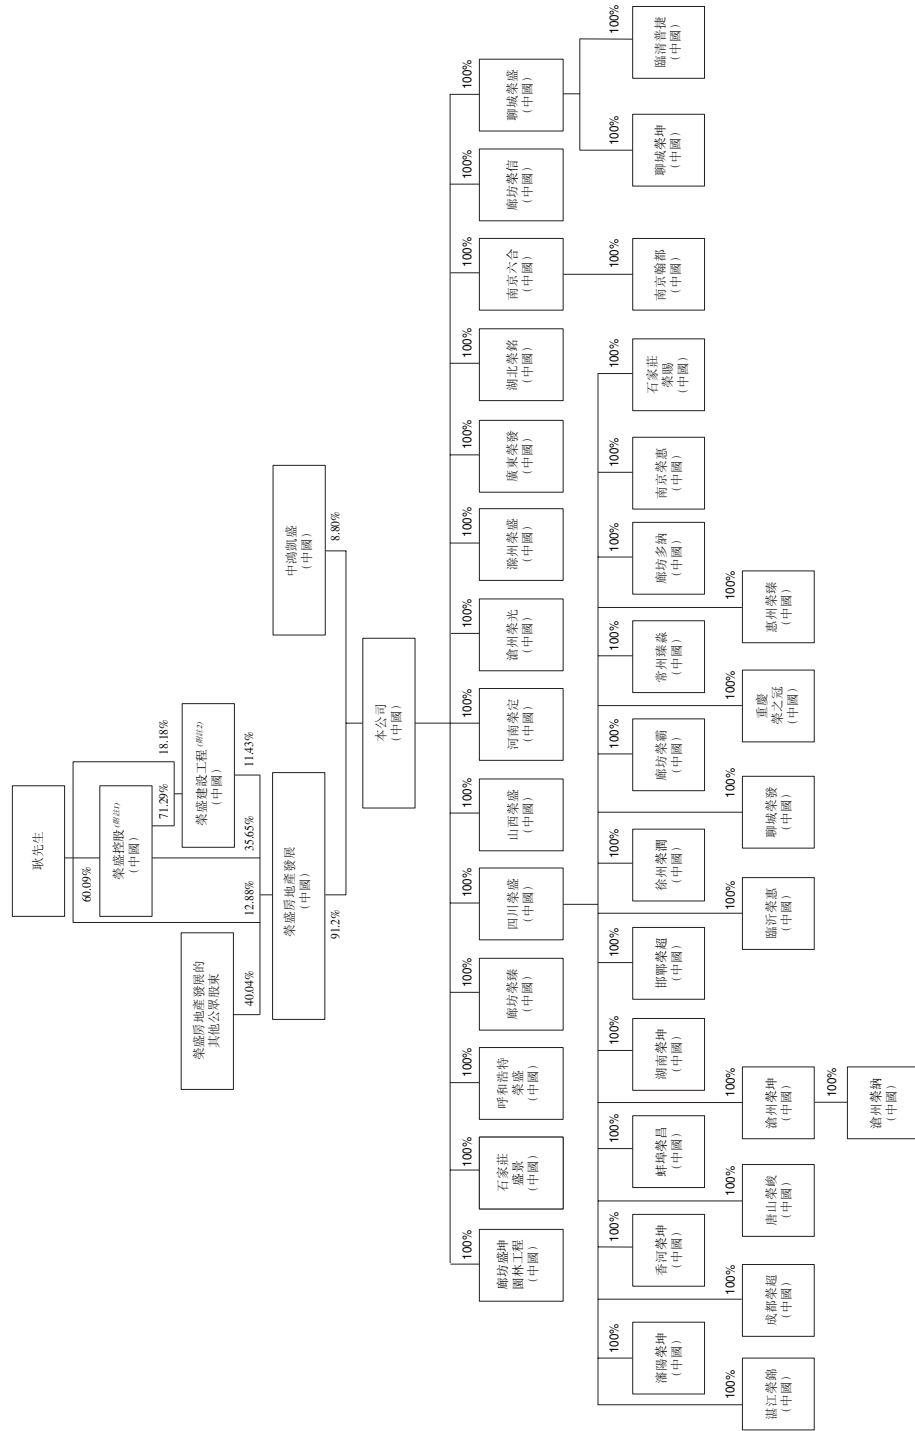 耿先生
60.09%
榮盛控股(附註1)
(中國)
18.18%
71.29%
榮盛建設工程(附註2)
(中國)
榮盛房地產發展的
其他公眾股東
40.04%
12.88%
35.65%
11.43%
榮盛房地產發展
(中國)
中鴻凱盛
(中國)
91.2%
8.80%
本公司
(中國)
100%
廊坊盛坤
園林工程
(中國)
100%
石家莊
盛景
(中國)
100%
呼和浩特
榮盛
(中國)
100%
廊坊榮臻
(中國)
100%
四川榮盛
(中國)
100%
山西榮盛
(中國)
100%
河南榮定
(中國)
100%
滄州榮光
(中國)
100%
滁州榮盛
(中國)
100%
廣東榮發
(中國)
100%
湖北榮銘
(中國)
100%
南京六合
(中國)
100%
廊坊榮信
(中國)
100%
聊城榮盛
(中國)
100%
瀋陽榮坤
(中國)
100%
香河榮坤
(中國)
100%
蚌埠榮昌
(中國)
100%
湖南榮坤
(中國)
100%
邯鄲榮超
(中國)
100%
徐州榮潤
(中國)
100%
廊坊榮霸
(中國)
100%
常州臻淼
(中國)
100%
廊坊多納
(中國)
100%
南京榮惠
(中國)
100%
石家莊
榮賜
(中國)
100%
南京翰都
(中國)
100%
聊城榮坤
(中國)
100%
臨清普捷
(中國)
100%
湛江榮錦
(中國)
100%
成都榮超
(中國)
100%
唐山榮峻
(中國)
100%
滄州榮坤
(中國)
100%
臨沂榮惠
(中國)
100%
聊城榮發
(中國)
100%
重慶
榮之冠
(中國)
100%
惠州榮臻
(中國)
100%
滄州榮納
(中國)